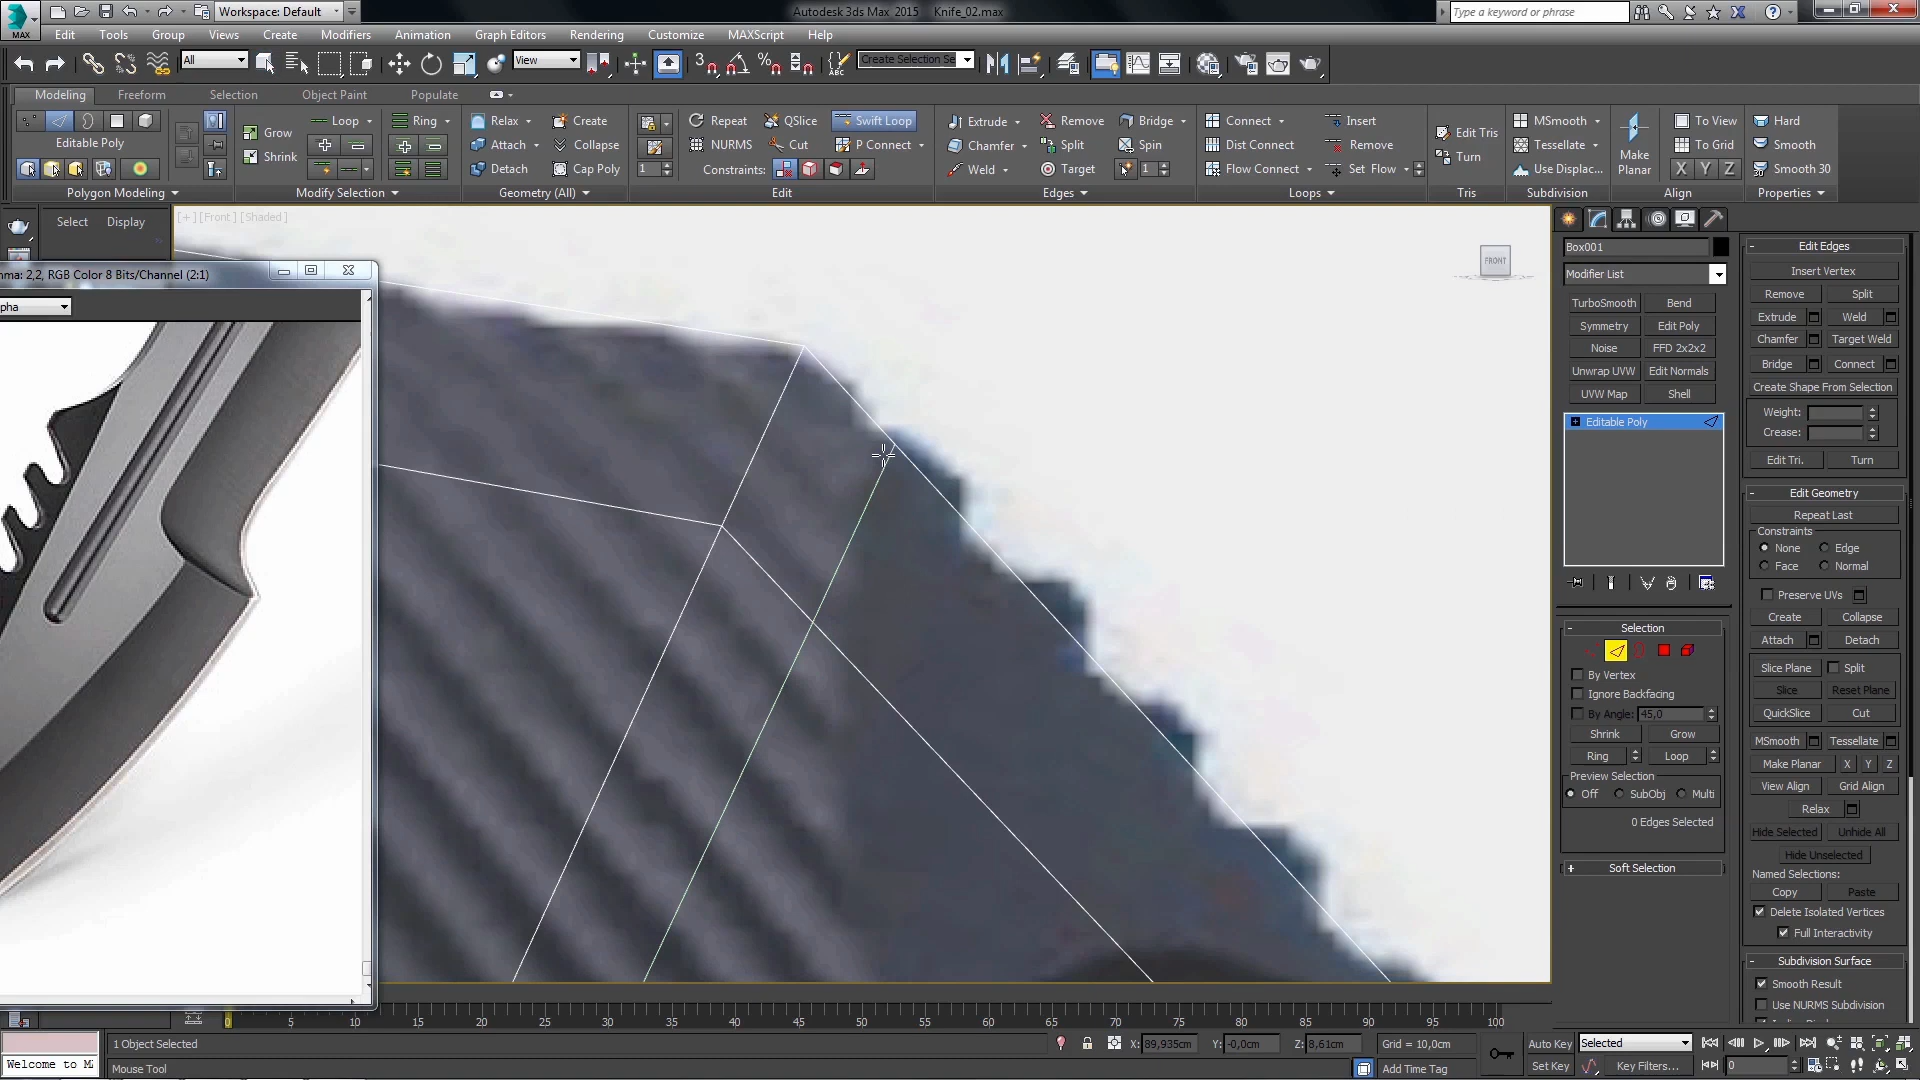 Workspace: Default
Autodesk 3ds Max 2015 Knife_02.max
Type a keyword or phrase
MAX Edit Tools Group Views Create Modifiers Animation Graph Editors Rendering Customize MAXScript Help
All View Create Selection Se
Modeling Freeform Selection Object Paint Populate
Loop Ring Relax Create Repeat QSlice Swift Loop Extrude Remove Bridge Connect Insert MSmooth To View Hard
Grow Edit Tris
Editable Poly Attach Collapse NURMS Cut P Connect Chamfer Split Spin Dist Connect Remove Turn Make Tessellate To Grid Smooth
Shrink Planar
Detach Cap Poly 1 Constraints: Weld Target 1 Flow Connect Set Flow Use Displac... X Y Z Smooth 30
Polygon Modeling Modify Selection Geometry (All) Edit Edges Loops Tris Subdivision Align Properties
Select Display
[+] [Front] [Shaded]
FRONT
mma: 2,2, RGB Color 8 Bits/Channel (2:1)
pha
Box001
Modifier List
TurboSmooth Bend
Symmetry Edit Poly
Noise FFD 2x2x2
Unwrap UVW Edit Normals
UVW Map Shell
Editable Poly
- Selection
By Vertex
Ignore Backfacing
By Angle: 45,0
Shrink Grow
Ring Loop
Preview Selection
Off SubObj Multi
0 Edges Selected
+ Soft Selection
- Edit Edges
Insert Vertex
Remove Split
Extrude Weld
Chamfer Target Weld
Bridge Connect
Create Shape From Selection
Weight:
Crease:
Edit Tri. Turn
- Edit Geometry
Repeat Last
Constraints
None Edge
Face Normal
Preserve UVs
Create Collapse
Attach Detach
Slice Plane Split
Slice Reset Plane
QuickSlice Cut
MSmooth Tessellate
Make Planar X Y Z
View Align Grid Align
Relax
Hide Selected Unhide All
Hide Unselected
Named Selections:
Copy Paste
Delete Isolated Vertices
Full Interactivity
- Subdivision Surface
Smooth Result
Use NURMS Subdivision
0 5 10 15 20 25 30 35 40 45 50 55 60 65 70 75 80 85 90 95 100
1 Object Selected X: 89,935cm Y: -0,0cm Z: 8,61cm Grid = 10,0cm Auto Key Selected
Welcome to M Mouse Tool Add Time Tag Set Key Key Filters... 0